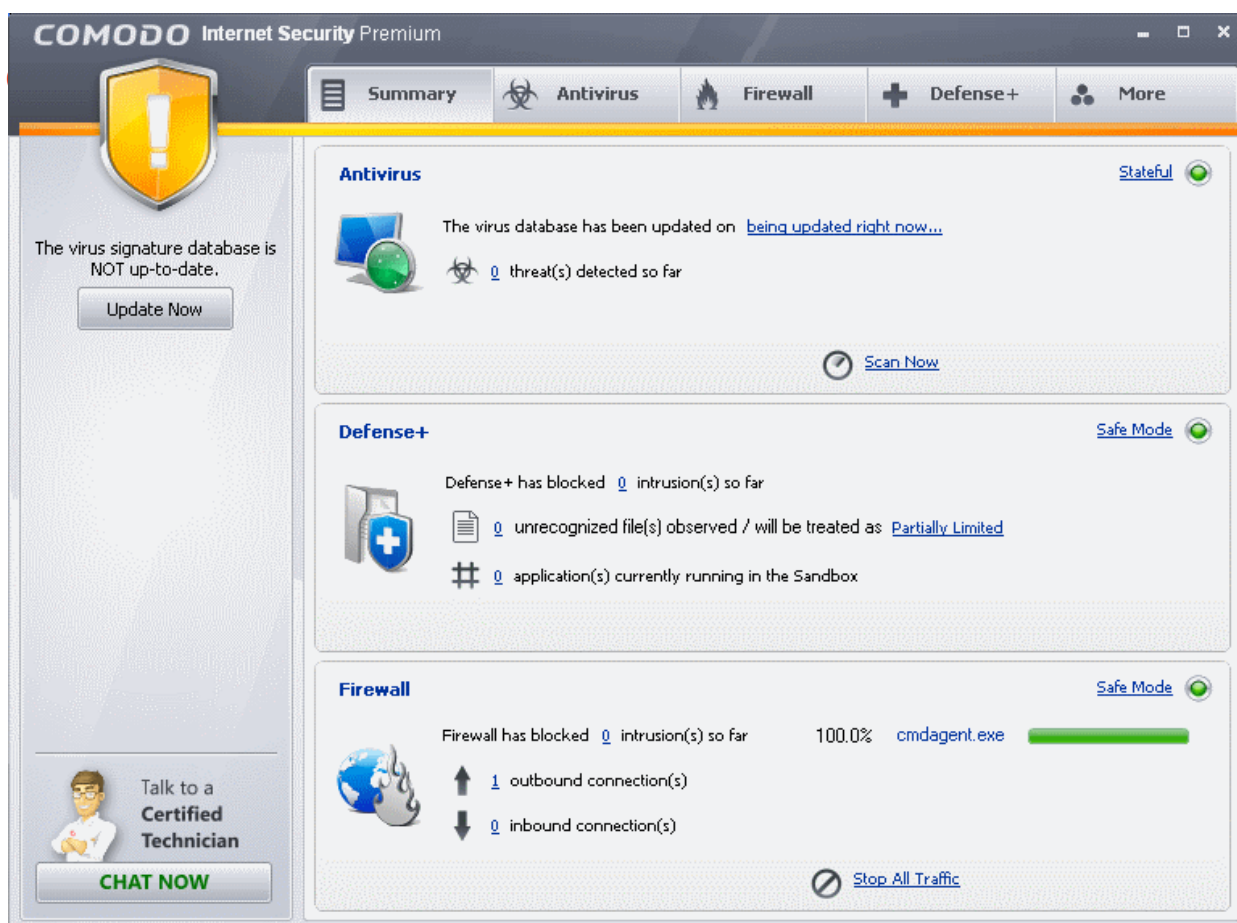 COMODO Internet Security Premium
Summary
Antivirus
Firewall
Defense+
More
The virus signature database is
NOT up-to-date.
Update Now
Antivirus
Stateful
The virus database has been updated on being updated right now...
0 threat(s) detected so far
Scan Now
Defense+
Safe Mode
Defense+ has blocked 0 intrusion(s) so far
0 unrecognized file(s) observed / will be treated as Partially Limited
0 application(s) currently running in the Sandbox
Firewall
Safe Mode
Firewall has blocked 0 intrusion(s) so far
100.0% cmdagent.exe
1 outbound connection(s)
0 inbound connection(s)
Stop All Traffic
Talk to a
Certified
Technician
CHAT NOW